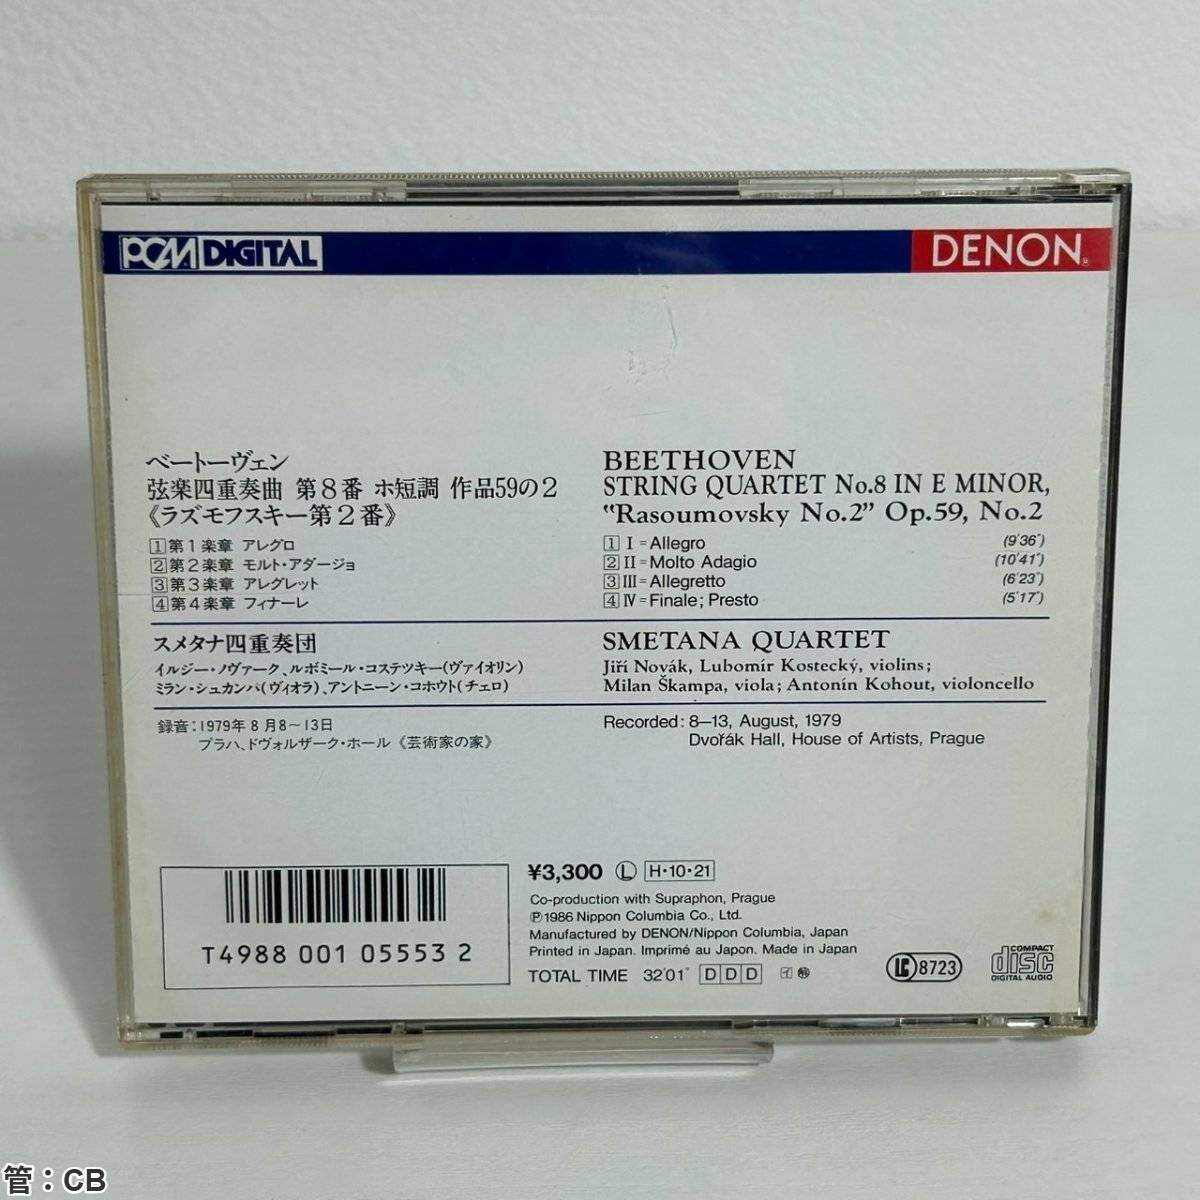 PCM DIGITAL
DENON
ベートーヴェン
弦楽四重奏曲 第8番 ホ短調 作品59の2
《ラズモフスキー第2番》
1 第1楽章 アレグロ
2 第2楽章 モルト・アダージョ
3 第3楽章 アレグレット
4 第4楽章 フィナーレ
スメタナ四重奏団
イルジー・ノヴァーク、ルボミール・コステツキー(ヴァイオリン)
ミラン・シュカンパ(ヴィオラ)、アントニーン・コホウト(チェロ)
録音:1979年8月8〜13日
プラハ、ドヴォルザーク・ホール《芸術家の家》
BEETHOVEN
STRING QUARTET No.8 IN E MINOR,
"Rasoumovsky No.2" Op.59, No.2
1 I=Allegro (9'36")
2 II=Molto Adagio (10'41")
3 III=Allegretto (6'23")
4 IV=Finale; Presto (5'17")
SMETANA QUARTET
Jiří Novák, Lubomír Kostecký, violins;
Milan Škampa, viola; Antonín Kohout, violoncello
Recorded: 8–13, August, 1979
Dvořák Hall, House of Artists, Prague
T4988 001 05553 2
¥3,300 Ⓛ H・10・21
Co-production with Supraphon, Prague
Ⓟ1986 Nippon Columbia Co., Ltd.
Manufactured by DENON/Nippon Columbia, Japan
Printed in Japan. Imprimé au Japon. Made in Japan
TOTAL TIME 32'01" D D D イ
LC 8723
COMPACT
disc
DIGITAL AUDIO
管:CB